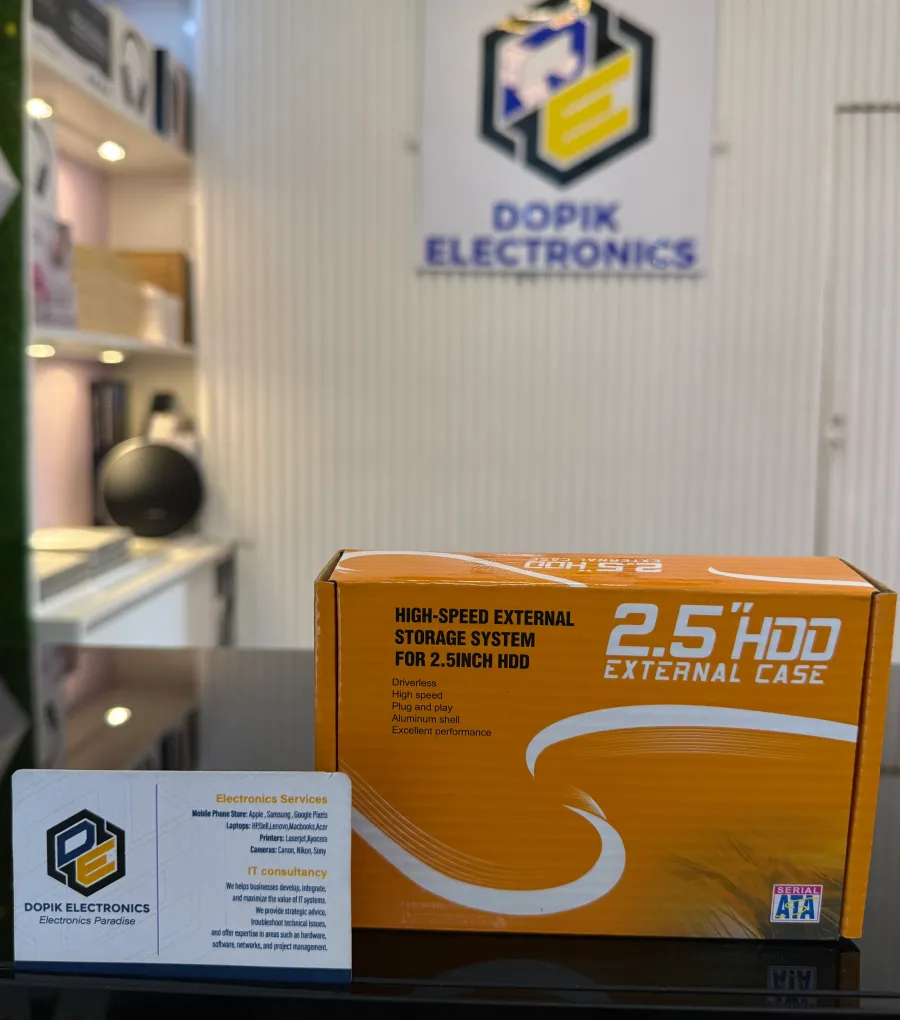 DE
DOPIK
ELECTRONICS
2.5" HDD
EXTERNAL CASE
HIGH-SPEED EXTERNAL
STORAGE SYSTEM
FOR 2.5INCH HDD
Driverless
High speed
Plug and play
Aluminum shell
Excellent performance
2.5" HDD
EXTERNAL CASE
SERIAL
ATA
DE
DOPIK ELECTRONICS
Electronics Paradise
Electronics Services
Mobile Phone Store: Apple , Samsung , Google Pixels
Laptops: HP,Dell,Lenovo,Macbooks,Acer
Printers: Laserjet,Kyocera
Cameras: Canon, Nikon, Sony
IT consultancy
We helps businesses develop, integrate,
and maximize the value of IT systems.
We provide strategic advice,
troubleshoot technical issues,
and offer expertise in areas such as hardware,
software, networks, and project management.